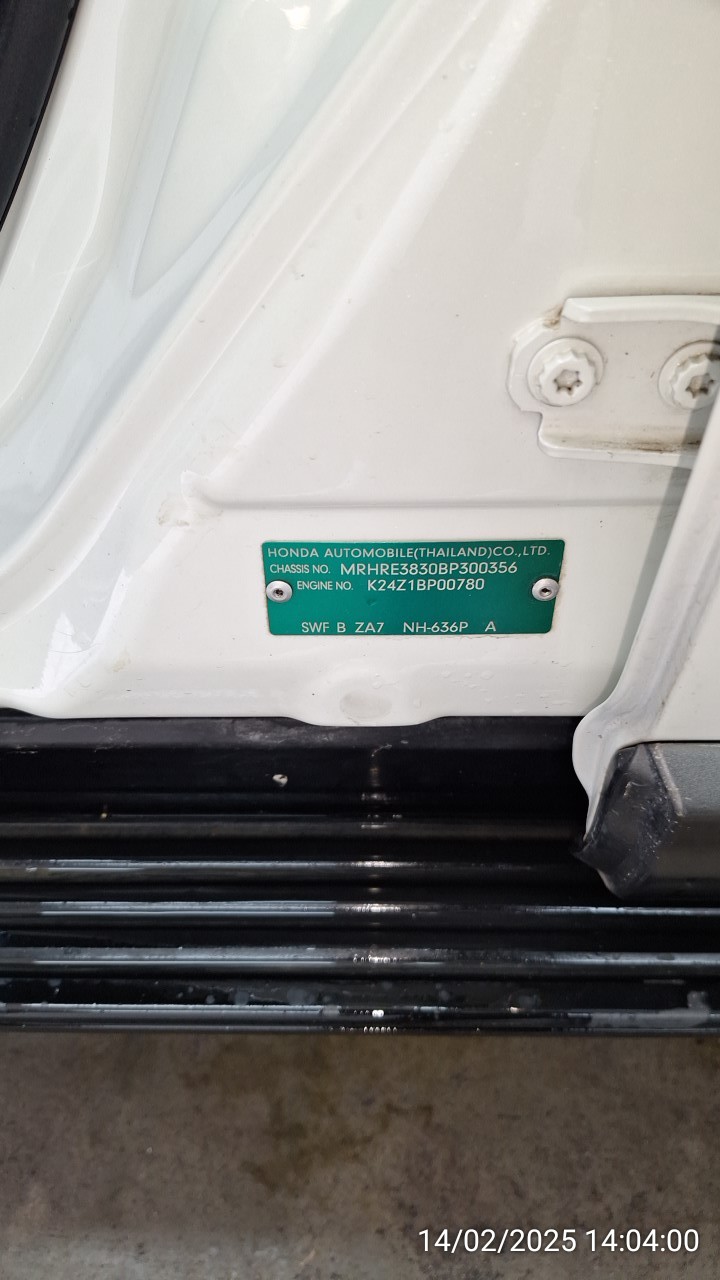 HONDA AUTOMOBILE(THAILAND)CO.,LTD.
CHASSIS NO. MRHRE3830BP300356
ENGINE NO. K24Z1BP00780
SWF B ZA7 NH-636P A
14/02/2025 14:04:00